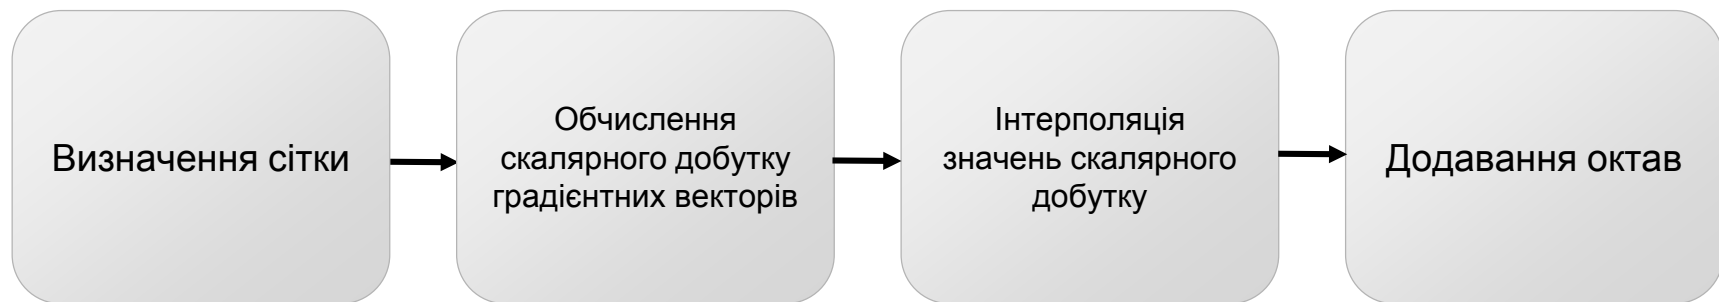 Визначення сітки
Обчислення
скалярного добутку
градієнтних векторів
Інтерполяція
значень скалярного
добутку
Додавання октав